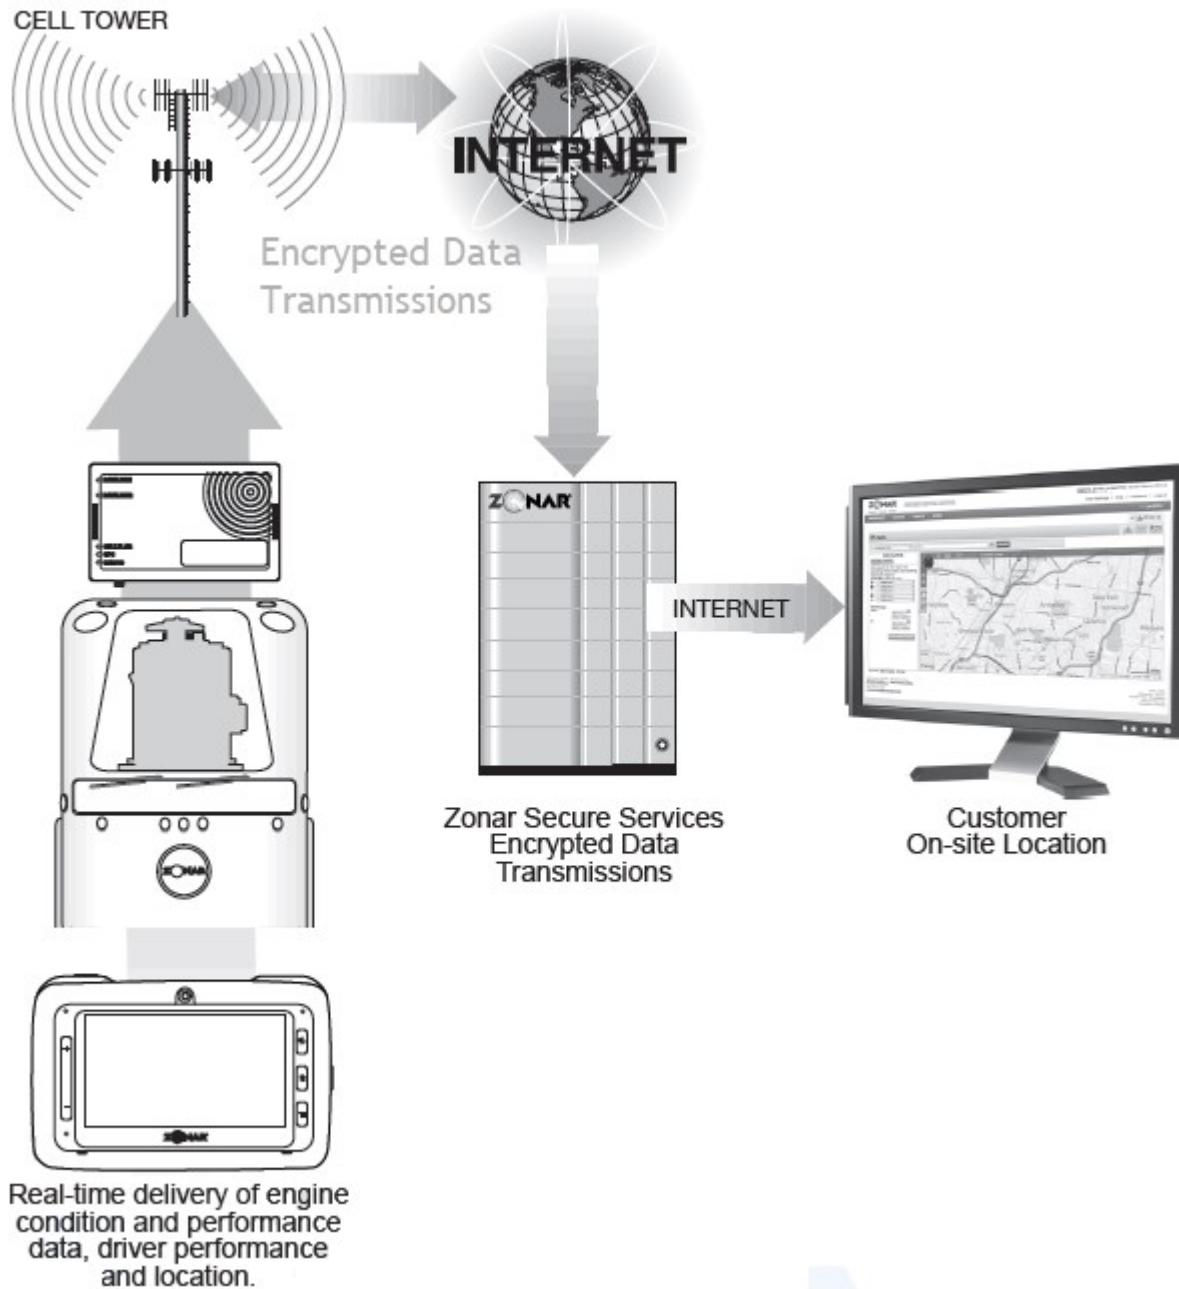 CELL TOWER
INTERNET
Encrypted Data
Transmissions
ZONAR
INTERNET
ZONAR
Zonar Secure Services
Encrypted Data
Transmissions
Customer
On-site Location
ZONAR
ZONAR
Real-time delivery of engine
condition and performance
data, driver performance
and location.